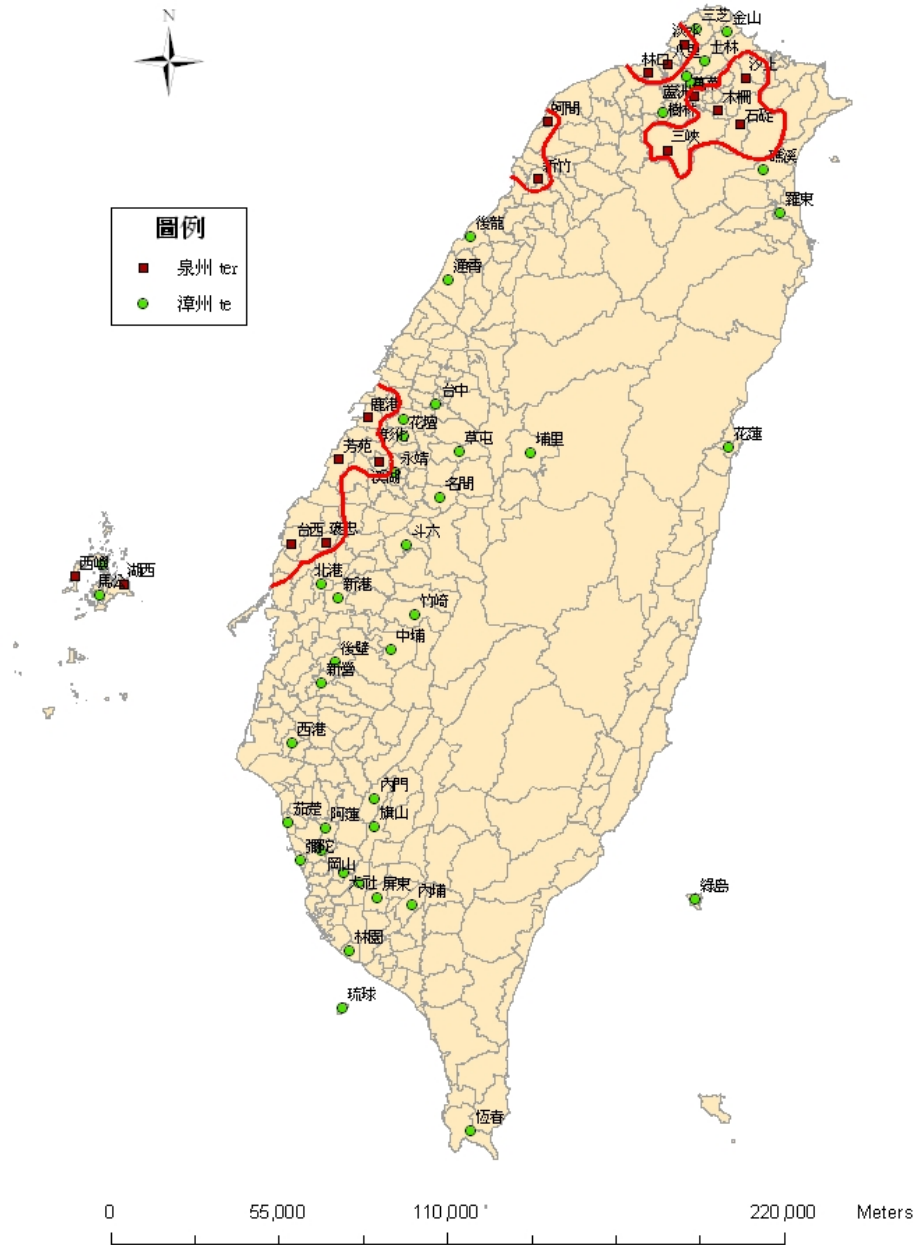 N
三芝 金山
淡水
士林
林口
汐止
蘆洲
木柵
樹林
石碇
三峽
新竹
礁溪
羅東
後龍
通霄
圖例
泉州 ter
漳州 te
台中
鹿港
花壇
彰化
芳苑
永靖
溪湖
草屯
埔里
花蓮
名間
台西 褒忠
斗六
西嶼
湖西
馬公
北港
新港
竹崎
中埔
後壁
新營
西港
內門
茄萣
阿蓮
旗山
彌陀
岡山
大社
屏東
內埔
綠島
林園
琉球
恆春
0 55,000 110,000 220,000 Meters